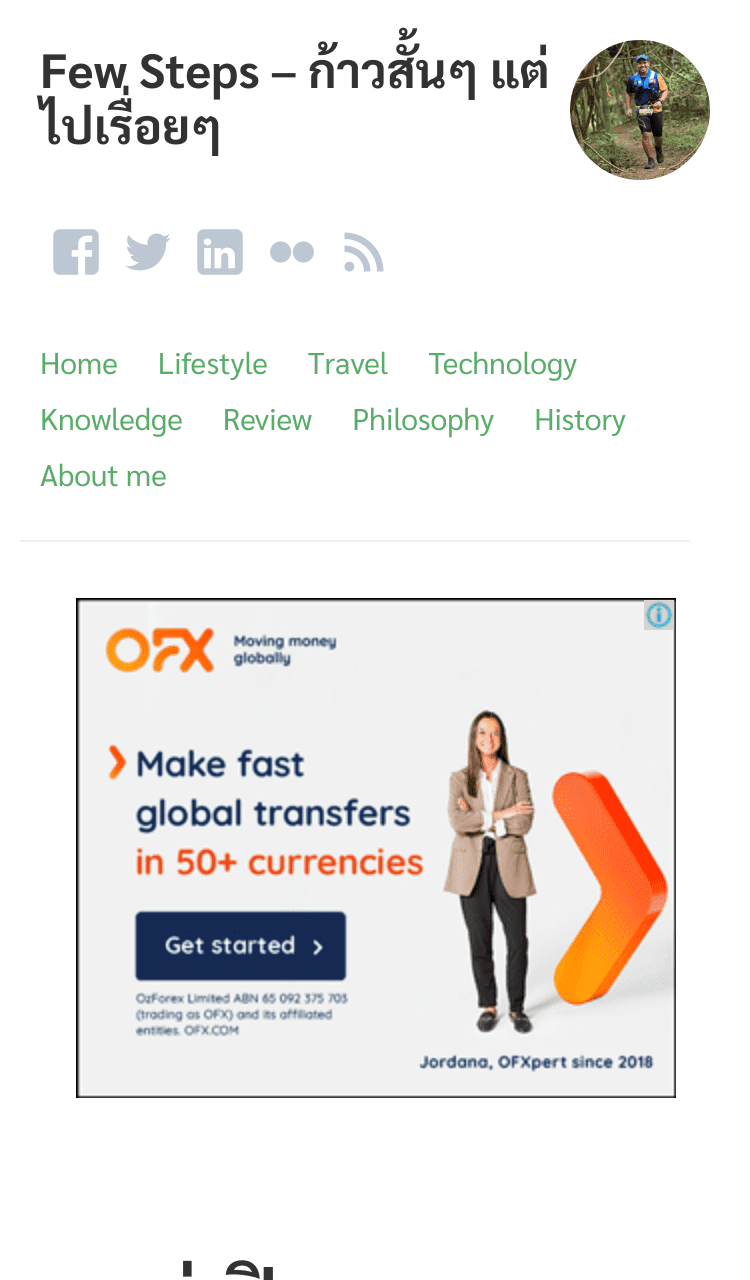 Few Steps – ก้าวสั้นๆ แต่
ไปเรื่อยๆ
Home Lifestyle Travel Technology
Knowledge Review Philosophy History
About me
OFX Moving money
globally
Make fast
global transfers
in 50+ currencies
Get started
OzForex Limited ABN 65 092 375 703
(trading as OFX) and its affiliated
entities. OFX.COM
Jordana, OFXpert since 2018